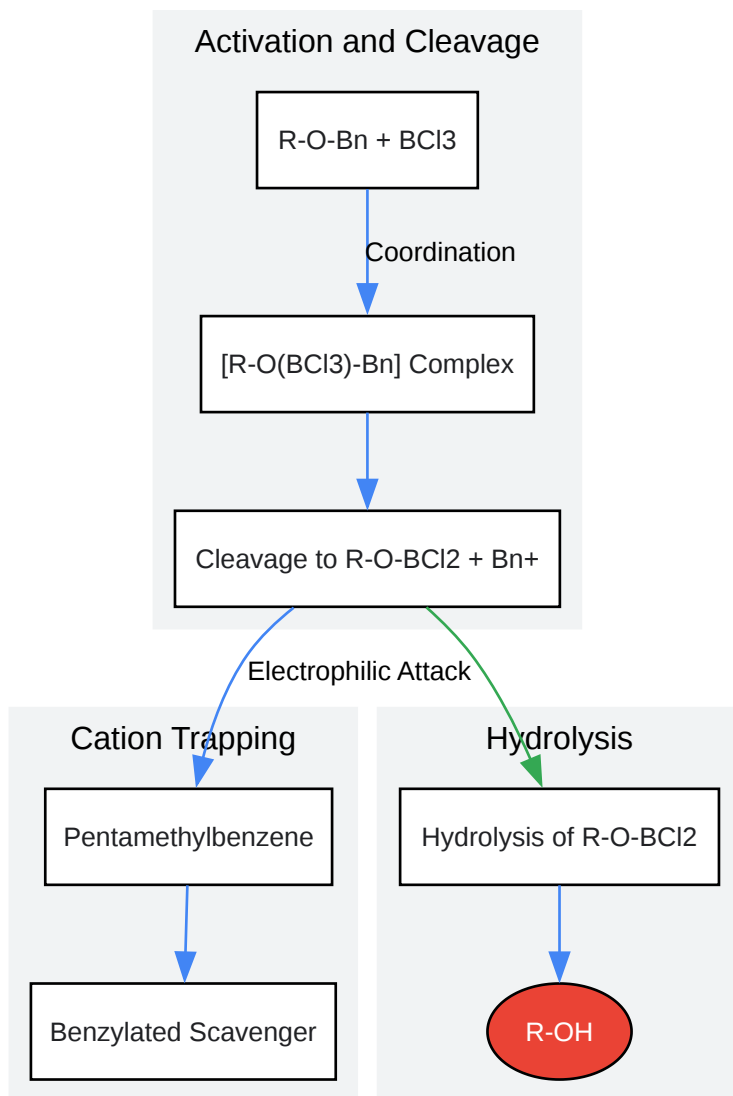 Activation and Cleavage
R-O-Bn + BCl3
Coordination
[R-O(BCl3)-Bn] Complex
Cleavage to R-O-BCl2 + Bn+
Electrophilic Attack
Cation Trapping
Hydrolysis
Pentamethylbenzene
Hydrolysis of R-O-BCl2
Benzylated Scavenger
R-OH